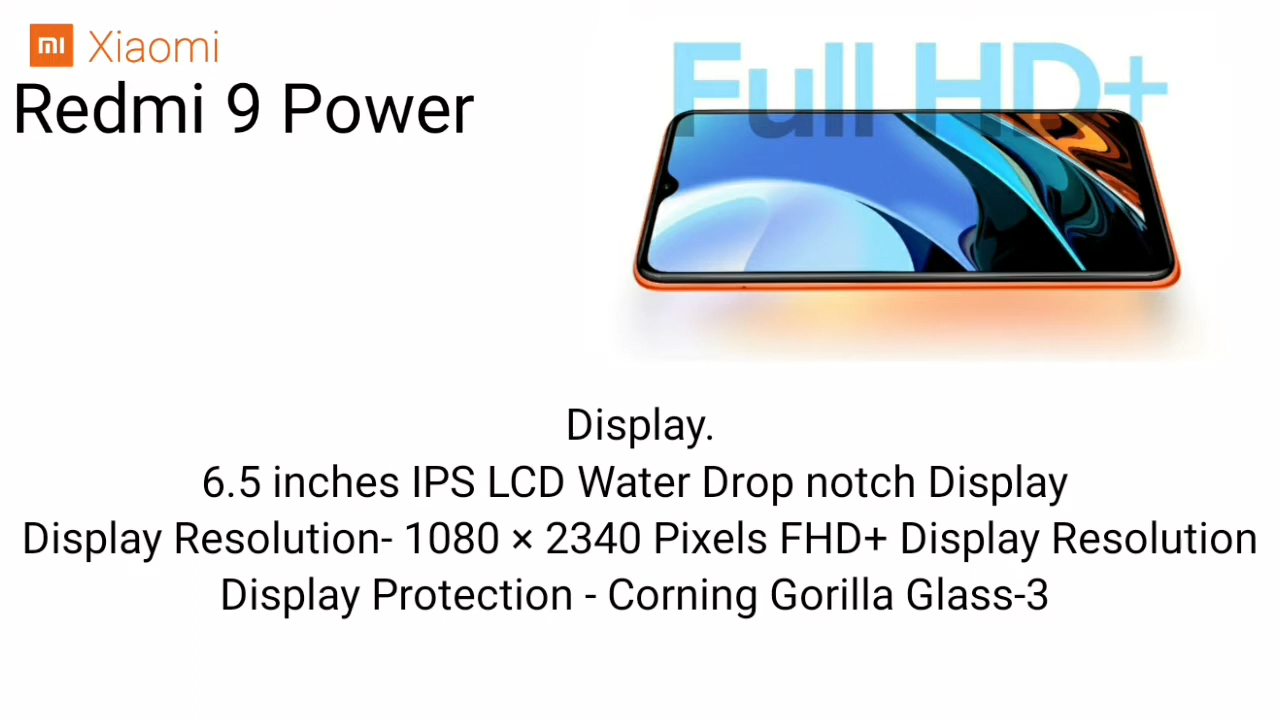 mi Xiaomi
Redmi 9 Power
Full HD+
Display.
6.5 inches IPS LCD Water Drop notch Display
Display Resolution- 1080 × 2340 Pixels FHD+ Display Resolution
Display Protection - Corning Gorilla Glass-3